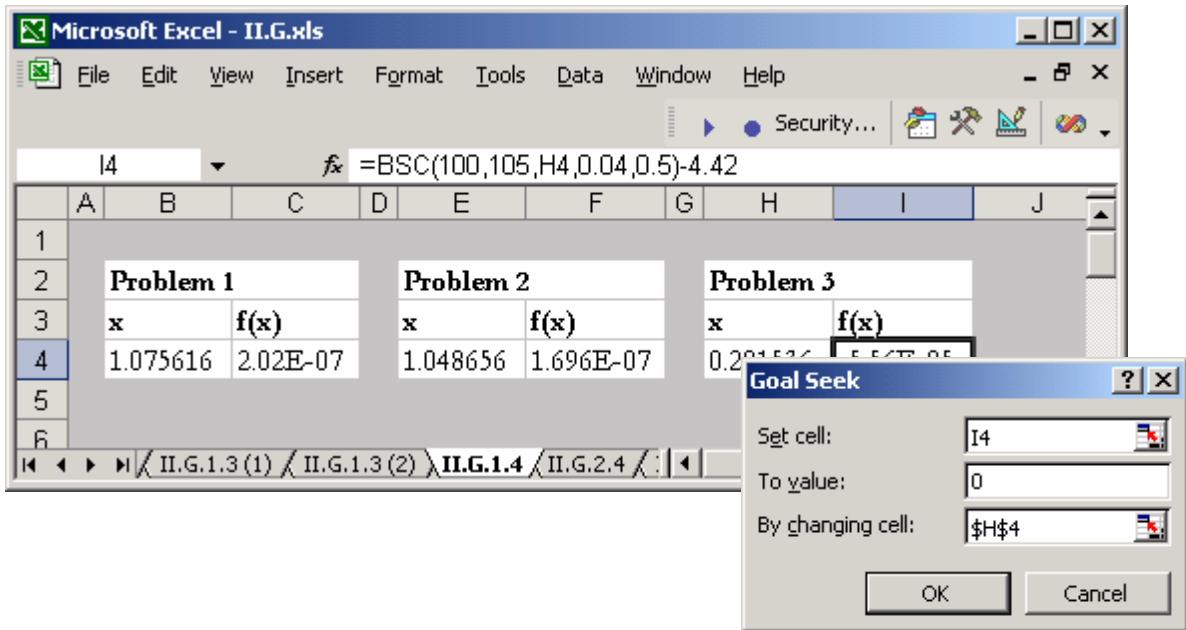 Microsoft Excel - II.G.xls
File Edit View Insert Format Tools Data Window Help
Security...
I4 fx =BSC(100,105,H4,0.04,0.5)-4.42
A B C D E F G H I J
1
2 Problem 1 Problem 2 Problem 3
3 x f(x) x f(x) x f(x)
4 1.075616 2.02E-07 1.048656 1.696E-07
5
6
II.G.1.3 (1) II.G.1.3 (2) II.G.1.4 II.G.2.4
Goal Seek
Set cell: I4
To value: 0
By changing cell: $H$4
OK Cancel